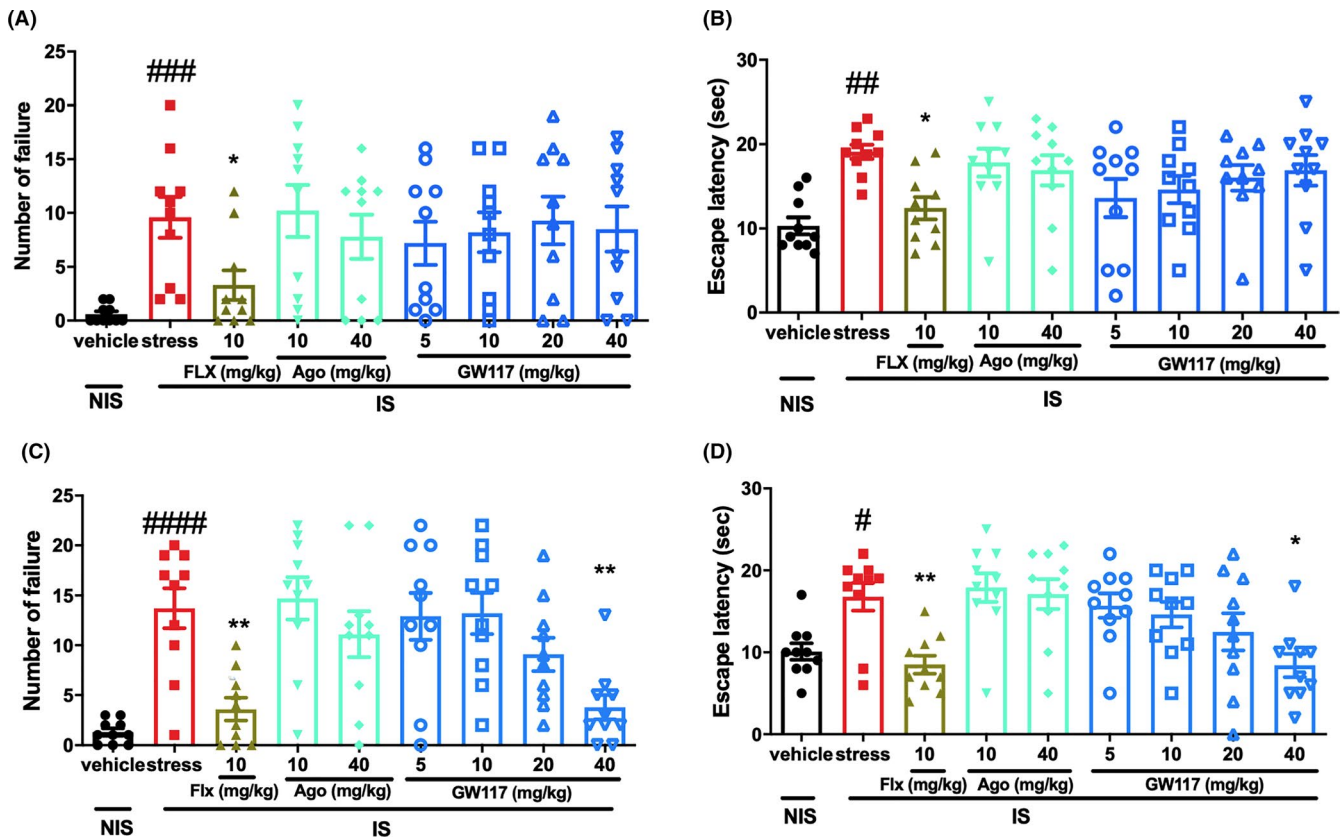 (A)
25
20
15
10
5
0
Number of failure
###
*
vehicle stress 10 10 40 5 10 20 40
FLX (mg/kg) Ago (mg/kg) GW117 (mg/kg)
NIS IS
(B)
30
20
10
0
Escape latency (sec)
##
*
vehicle stress 10 10 40 5 10 20 40
FLX (mg/kg) Ago (mg/kg) GW117 (mg/kg)
NIS IS
(C)
25
20
15
10
5
0
Number of failure
####
**
**
vehicle stress 10 10 40 5 10 20 40
Flx (mg/kg) Ago (mg/kg) GW117 (mg/kg)
NIS IS
(D)
30
20
10
0
Escape latency (sec)
#
**
*
vehicle stress 10 10 40 5 10 20 40
Flx (mg/kg) Ago (mg/kg) GW117 (mg/kg)
NIS IS